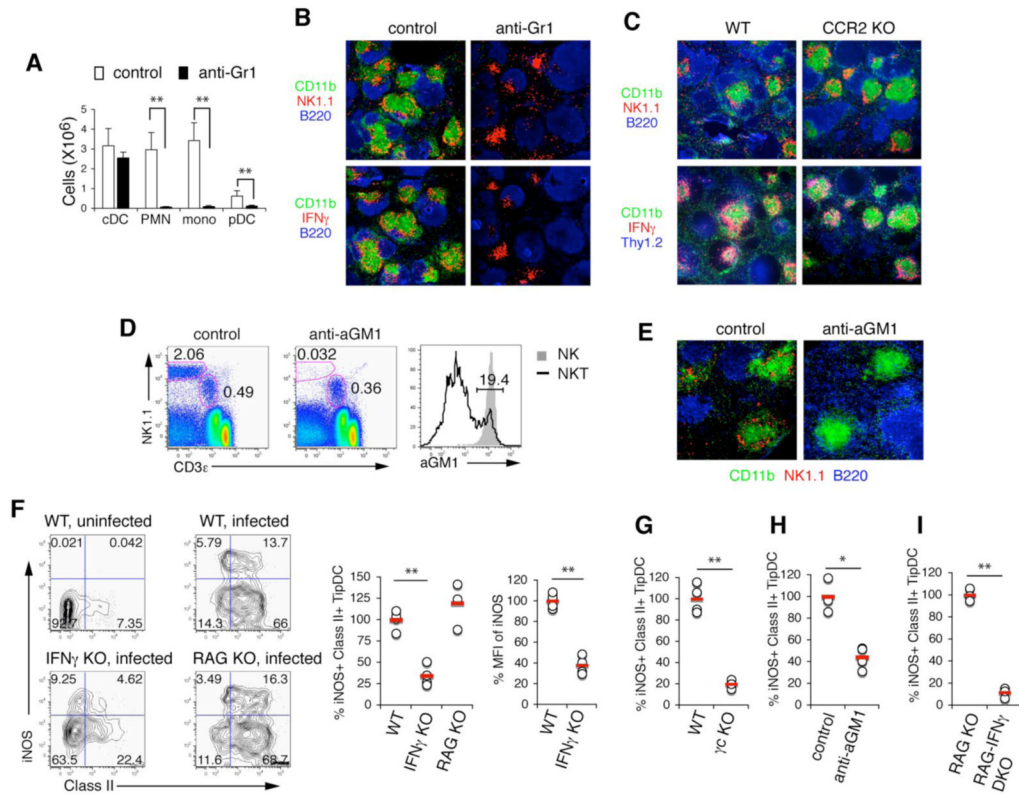 A
control
anti-Gr1
**
**
**
Cells (X10⁶)
5
4
3
2
1
0
cDC
PMN
mono
pDC
B
control
anti-Gr1
CD11b
NK1.1
B220
CD11b
IFNγ
B220
C
WT
CCR2 KO
CD11b
NK1.1
B220
CD11b
IFNγ
Thy1.2
D
control
anti-aGM1
2.06
0.49
0.032
0.36
NK1.1
CD3ε
100
80
60
40
20
0
19.4
aGM1
NK
NKT
E
control
anti-aGM1
CD11b NK1.1 B220
F
WT, uninfected
0.021
0.042
92.7
7.35
WT, infected
5.79
13.7
14.3
66
IFNγ KO, infected
9.25
4.62
63.5
22.4
RAG KO, infected
3.49
16.3
11.6
68.7
iNOS
Class II
% iNOS+ Class II+ TipDC
150
125
100
75
50
25
0
**
WT
IFNγ KO
RAG KO
% MFI of iNOS
120
100
80
60
40
20
0
**
WT
IFNγ KO
G
% iNOS+ Class II+ TipDC
120
100
80
60
40
20
0
**
WT
γc KO
H
% iNOS+ Class II+ TipDC
120
100
80
60
40
20
0
*
control
anti-aGM1
I
% iNOS+ Class II+ TipDC
120
100
80
60
40
20
0
**
RAG KO
RAG-IFNγ
DKO